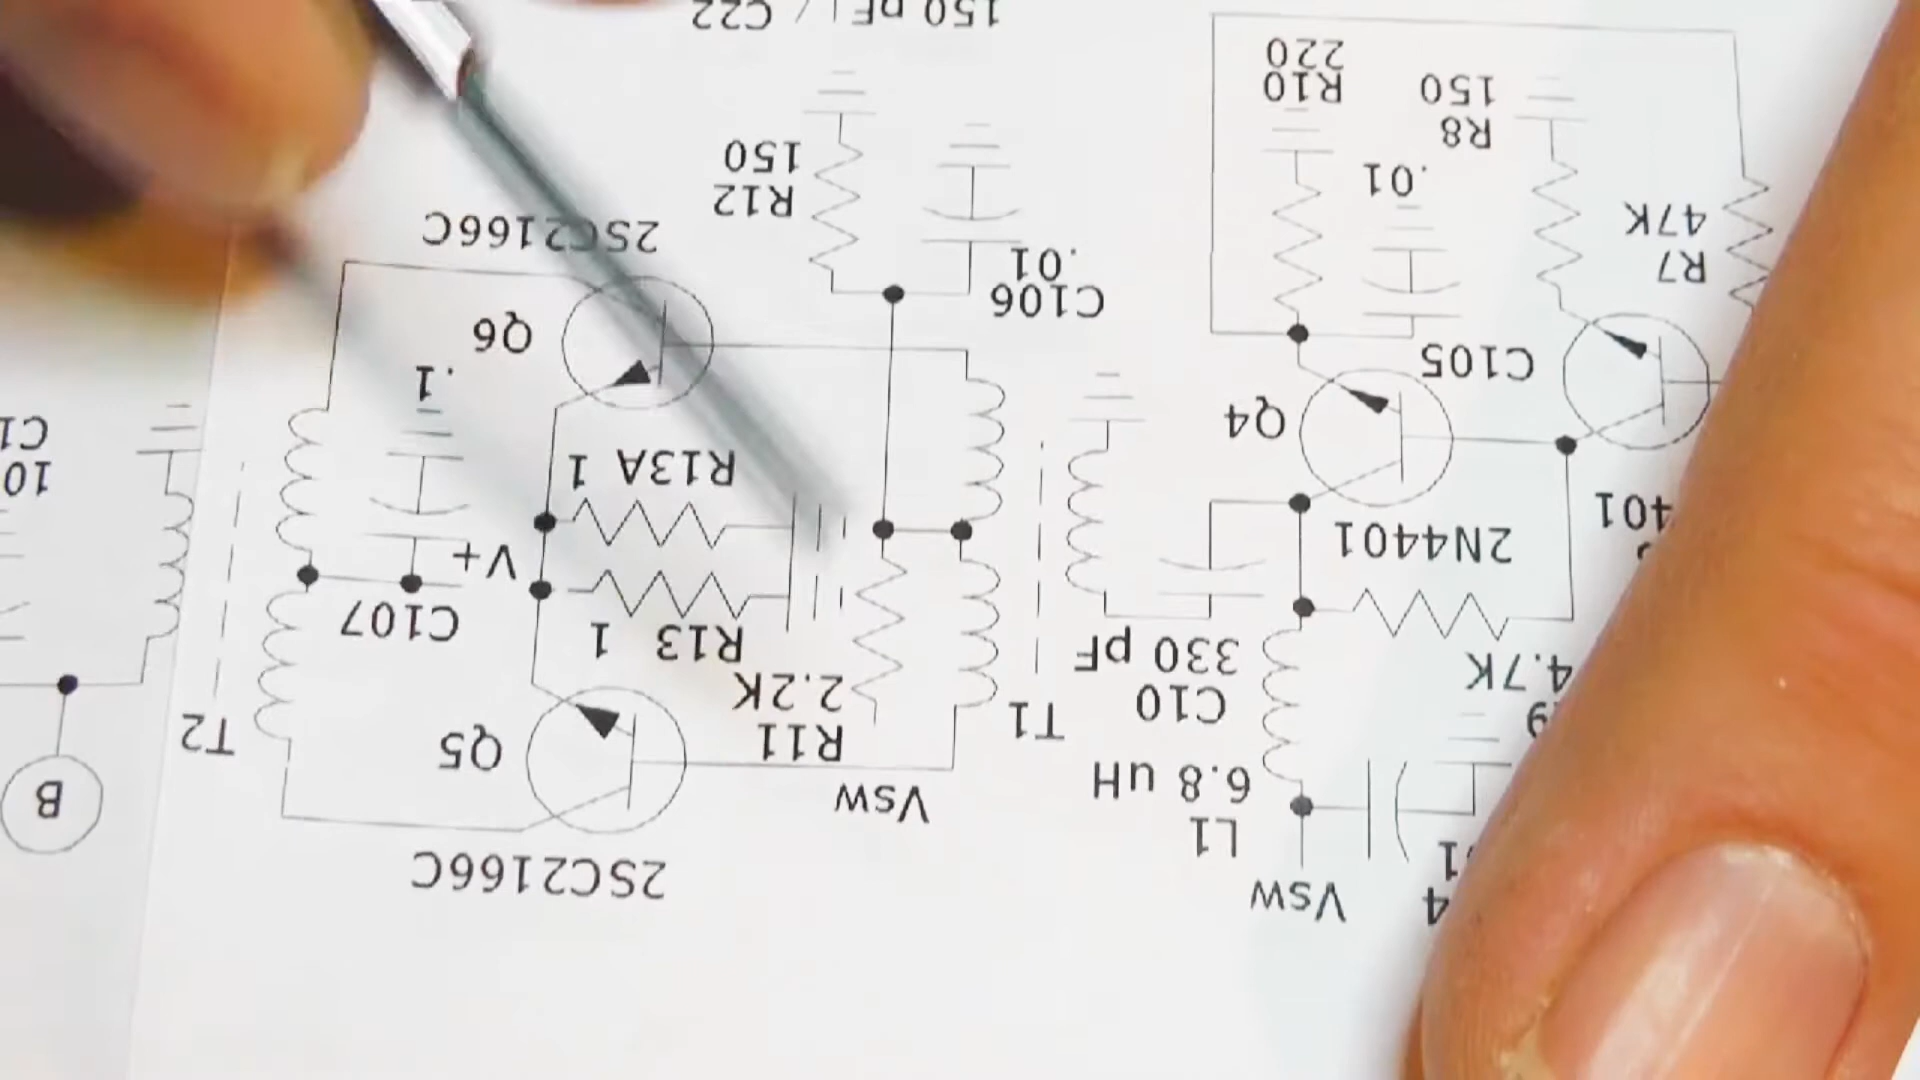 Vsw
2SC2166C
L1
6.8 uH
Vsw
B
R11
2.2K
Q5
T2
T1
C10
330 pF
4.7K
R13 1
C107
V+
2N4401
R13A 1
Q4
C105
.01
.1
Q6
C106
.01
R7
47K
2SC2166C
R12
150
R8
150
R10
220
150 pF
C22